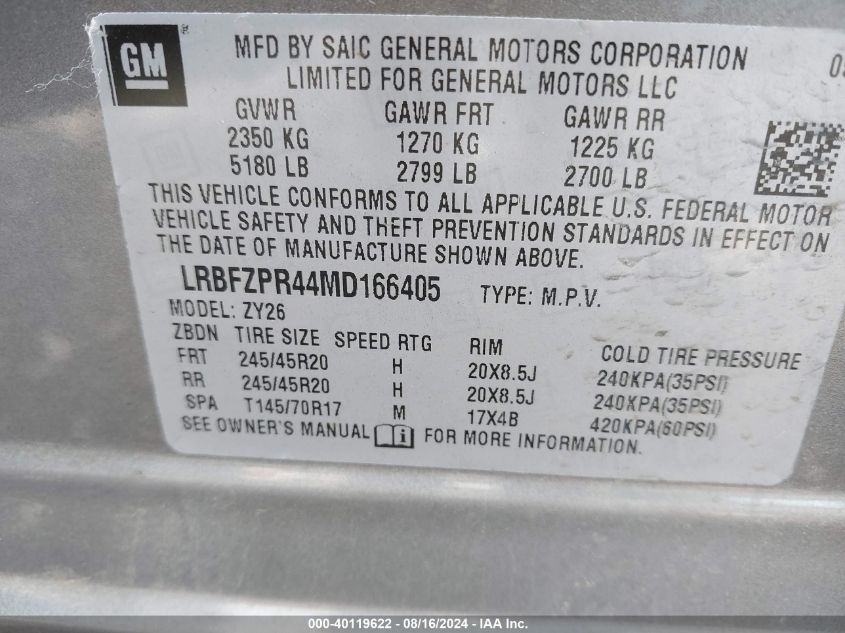 GM
MFD BY SAIC GENERAL MOTORS CORPORATION
LIMITED FOR GENERAL MOTORS LLC
GVWR GAWR FRT GAWR RR
2350 KG 1270 KG 1225 KG
5180 LB 2799 LB 2700 LB
THIS VEHICLE CONFORMS TO ALL APPLICABLE U.S. FEDERAL MOTOR
VEHICLE SAFETY AND THEFT PREVENTION STANDARDS IN EFFECT ON
THE DATE OF MANUFACTURE SHOWN ABOVE.
LRBFZPR44MD166405 TYPE: M.P.V.
MODEL: ZY26
ZBDN TIRE SIZE SPEED RTG RIM COLD TIRE PRESSURE
FRT 245/45R20 H 20X8.5J 240KPA(35PSI)
RR 245/45R20 H 20X8.5J 240KPA(35PSI)
SPA T145/70R17 M 17X4B 420KPA(60PSI)
SEE OWNER'S MANUAL FOR MORE INFORMATION.
000-40119622 - 08/16/2024 - IAA Inc.